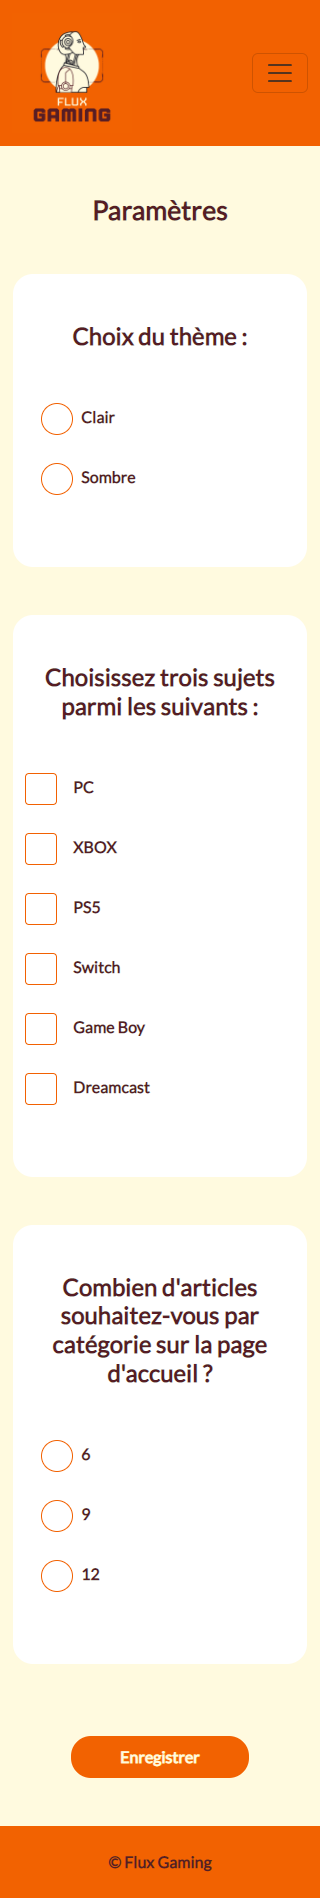 FLUX
GAMING
Paramètres
Choix du thème :
Clair
Sombre
Choisissez trois sujets
parmi les suivants :
PC
XBOX
PS5
Switch
Game Boy
Dreamcast
Combien d'articles
souhaitez-vous par
catégorie sur la page
d'accueil ?
6
9
12
Enregistrer
© Flux Gaming